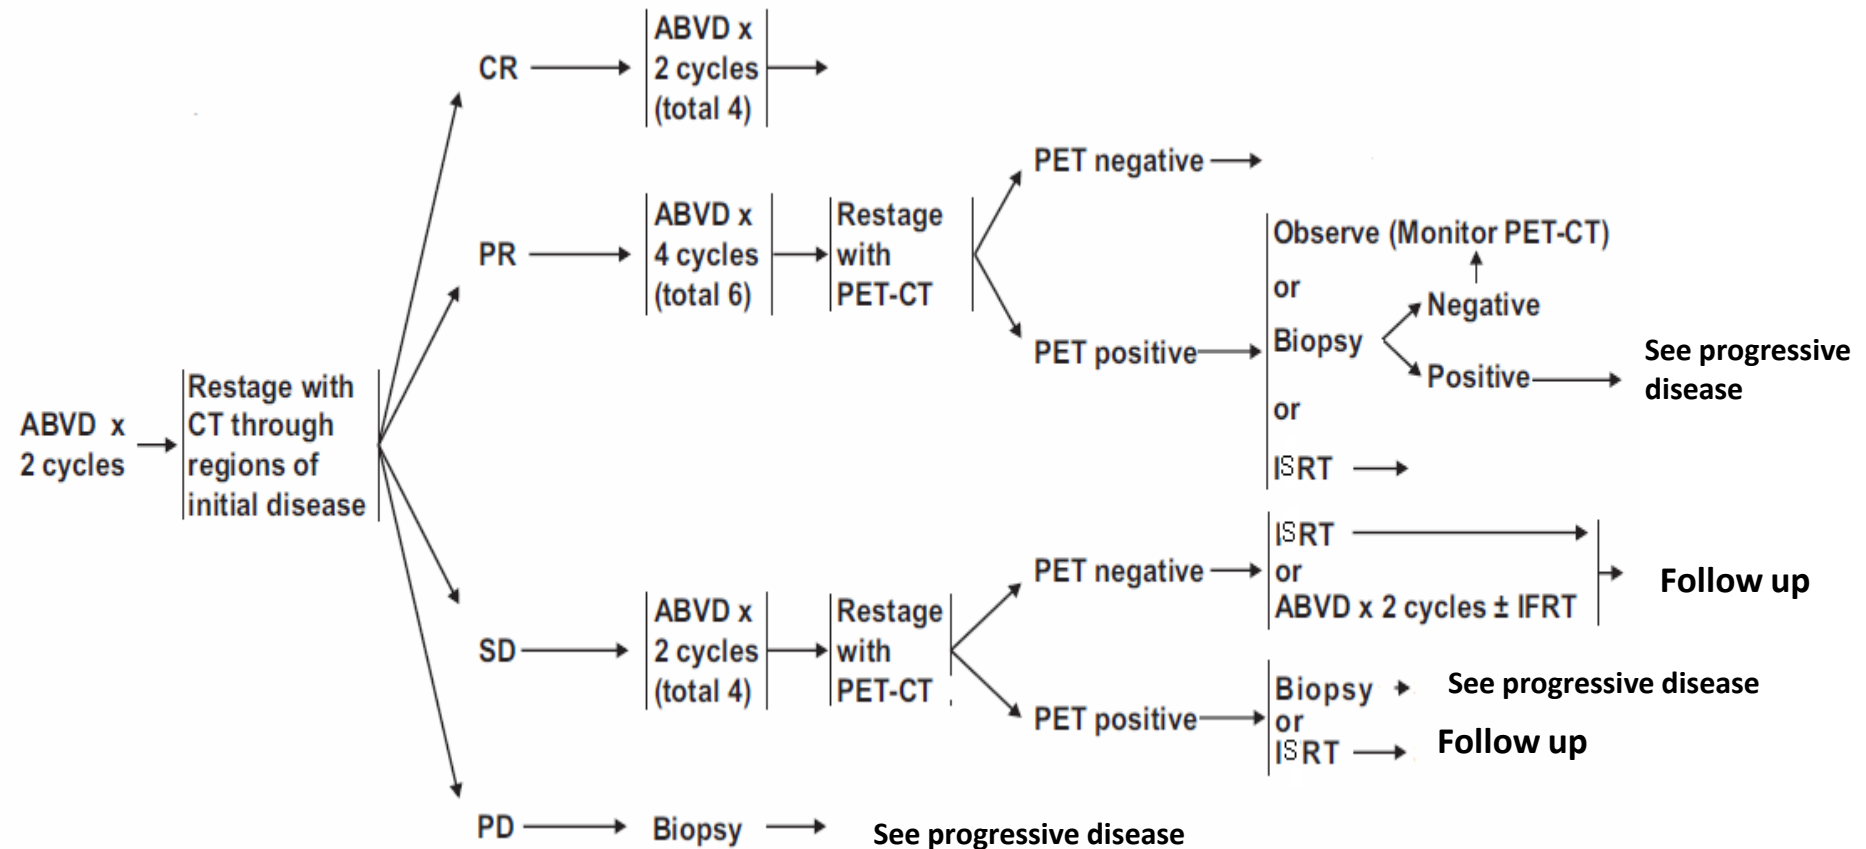 ABVD x
2 cycles
Restage with
CT through
regions of
initial disease
CR
ABVD x
2 cycles
(total 4)
PR
ABVD x
4 cycles
(total 6)
Restage
with
PET-CT
PET negative
PET positive
Observe (Monitor PET-CT)
or
Biopsy
Negative
Positive
See progressive
disease
or
ISRT
SD
ABVD x
2 cycles
(total 4)
Restage
with
PET-CT
PET negative
ISRT
or
ABVD x 2 cycles ± IFRT
Follow up
PET positive
Biopsy
See progressive disease
or
ISRT
Follow up
PD
Biopsy
See progressive disease